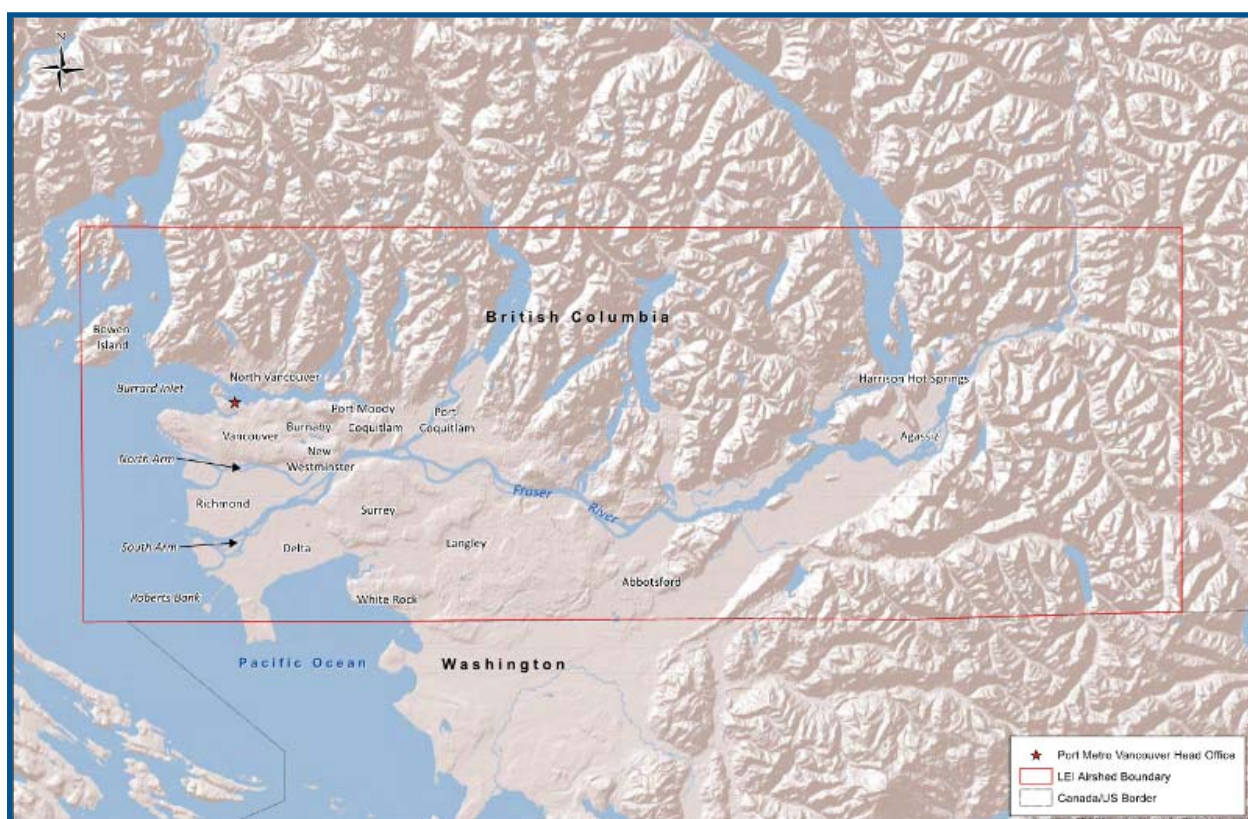 N
British Columbia
Bowen
Island
Burrard Inlet
North Vancouver
Port Moody
Vancouver
Burnaby
Coquitlam
Port
Coquitlam
New
Westminster
Harrison Hot Springs
Agassiz
North Arm
Richmond
Surrey
Fraser
River
South Arm
Delta
Langley
Abbotsford
Roberts Bank
White Rock
Pacific Ocean
Washington
Port Metro Vancouver Head Office
LEI Airshed Boundary
Canada/US Border